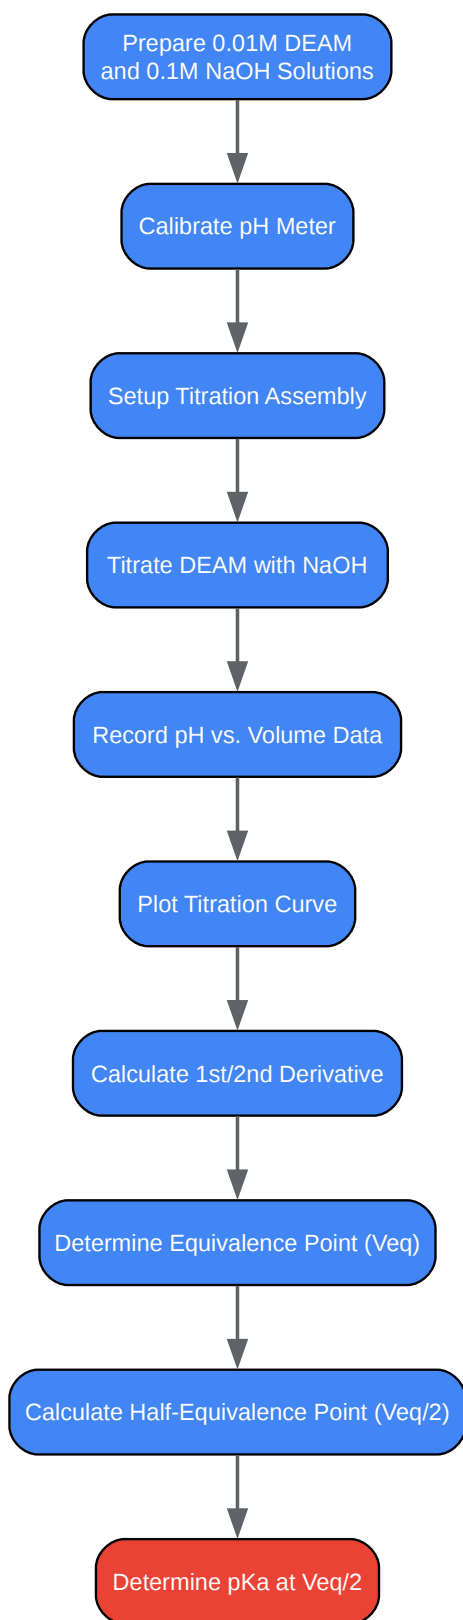 Prepare 0.01M DEAM
and 0.1M NaOH Solutions
Calibrate pH Meter
Setup Titration Assembly
Titrate DEAM with NaOH
Record pH vs. Volume Data
Plot Titration Curve
Calculate 1st/2nd Derivative
Determine Equivalence Point (Veq)
Calculate Half-Equivalence Point (Veq/2)
Determine pKa at Veq/2